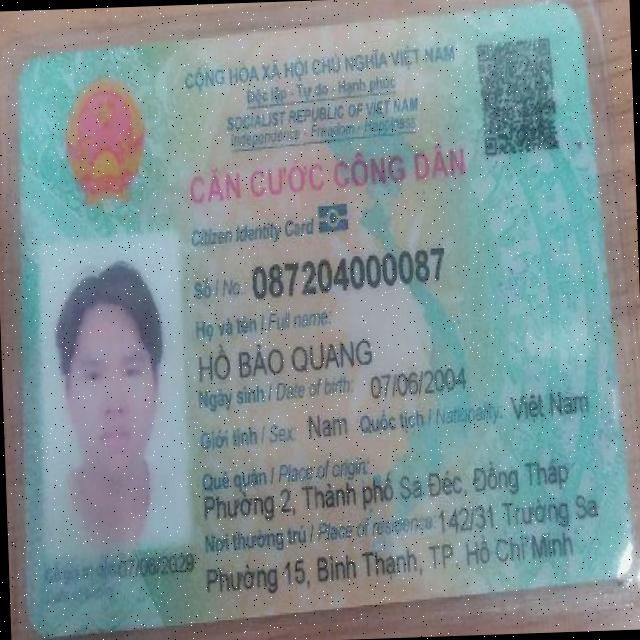 CỘNG HÒA XÃ HỘI CHỦ NGHĨA VIỆT NAM
Độc lập - Tự do - Hạnh phúc
SOCIALIST REPUBLIC OF VIET NAM
Independence - Freedom - Happiness
CĂN CƯỚC CÔNG DÂN
Citizen Identity Card
Số / No.: 087204000087
Họ và tên / Full name:
HỒ BẢO QUANG
Ngày sinh / Date of birth: 07/06/2004
Giới tính / Sex: Nam Quốc tịch / Nationality: Việt Nam
Quê quán / Place of origin:
Phường 2, Thành phố Sa Đéc, Đồng Tháp
Nơi thường trú / Place of residence: 142/31 Trường Sa
Phường 15, Bình Thạnh, TP. Hồ Chí Minh
07/06/2029